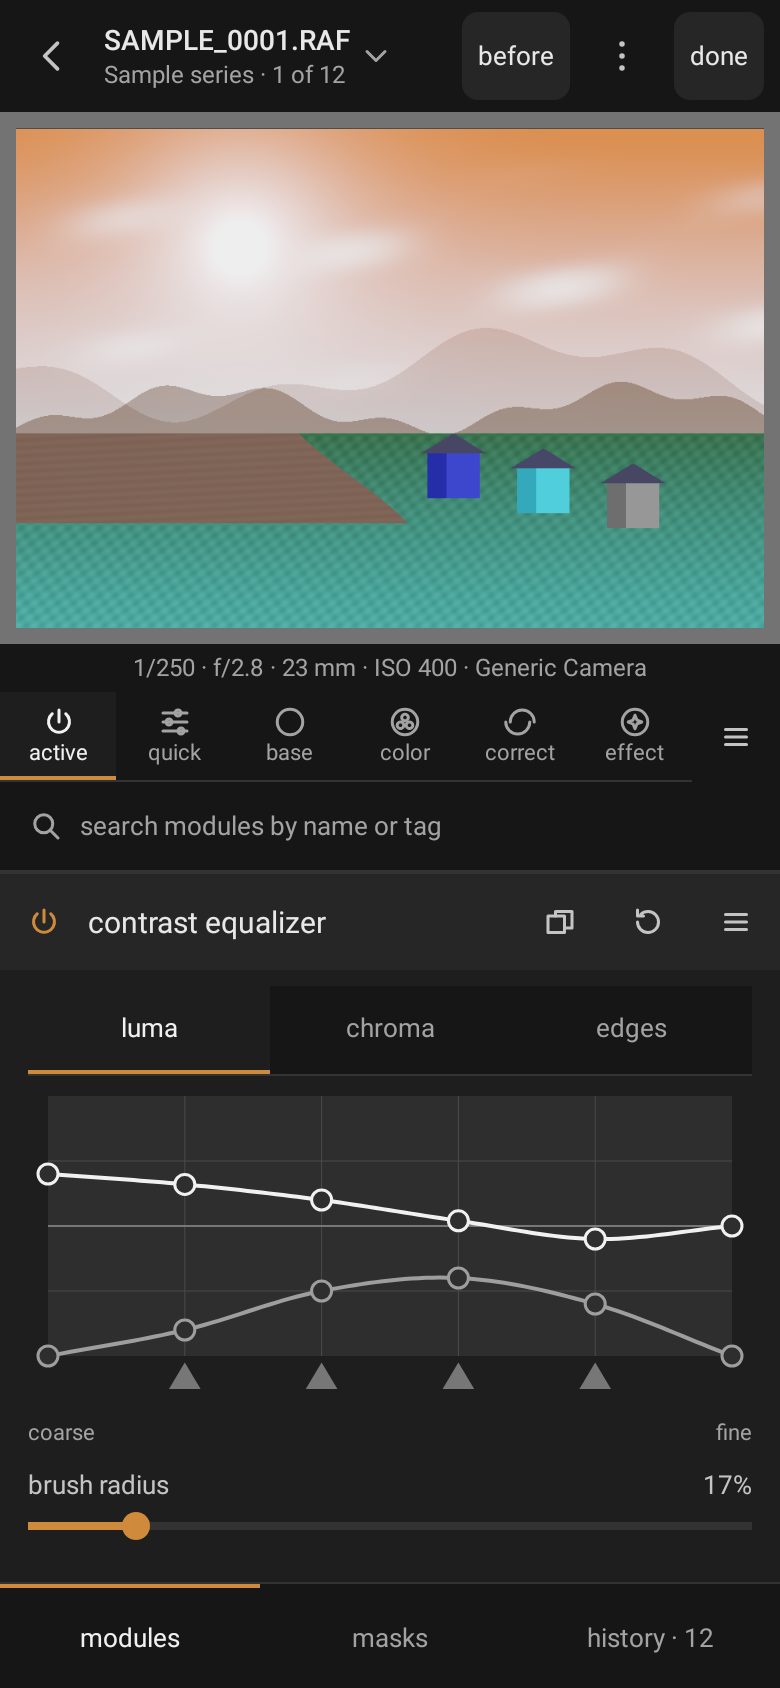 SAMPLE_0001.RAF
Sample series · 1 of 12
before
done
1/250 · f/2.8 · 23 mm · ISO 400 · Generic Camera
active
quick
base
color
correct
effect
search modules by name or tag
contrast equalizer
luma
chroma
edges
coarse
fine
brush radius
17%
modules
masks
history · 12